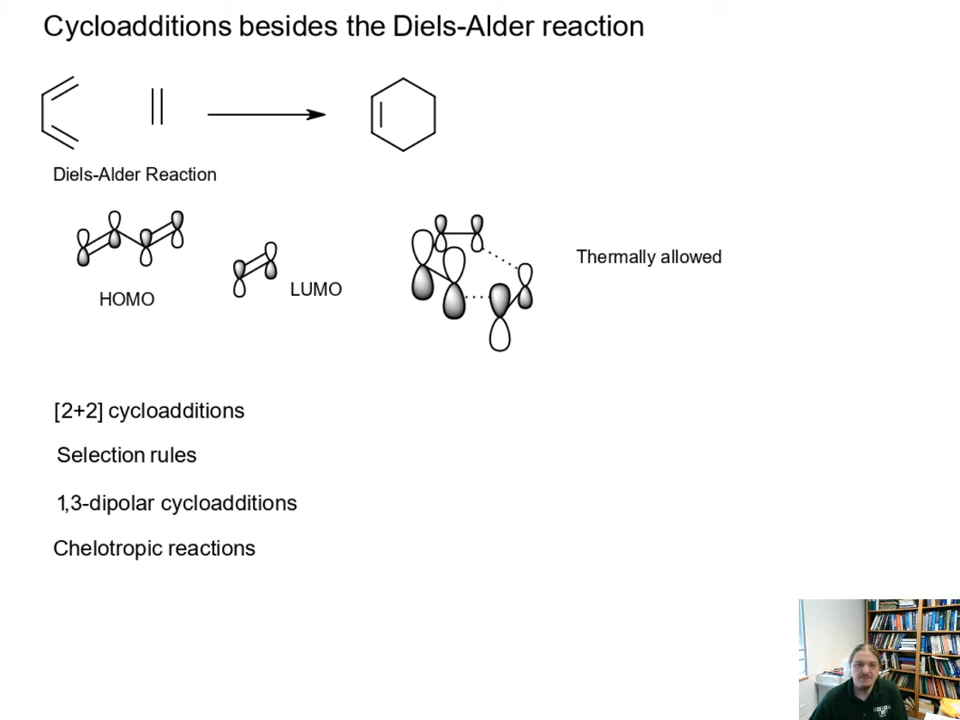 Cycloadditions besides the Diels-Alder reaction
Diels-Alder Reaction
Thermally allowed
HOMO
LUMO
[2+2] cycloadditions
Selection rules
1,3-dipolar cycloadditions
Chelotropic reactions